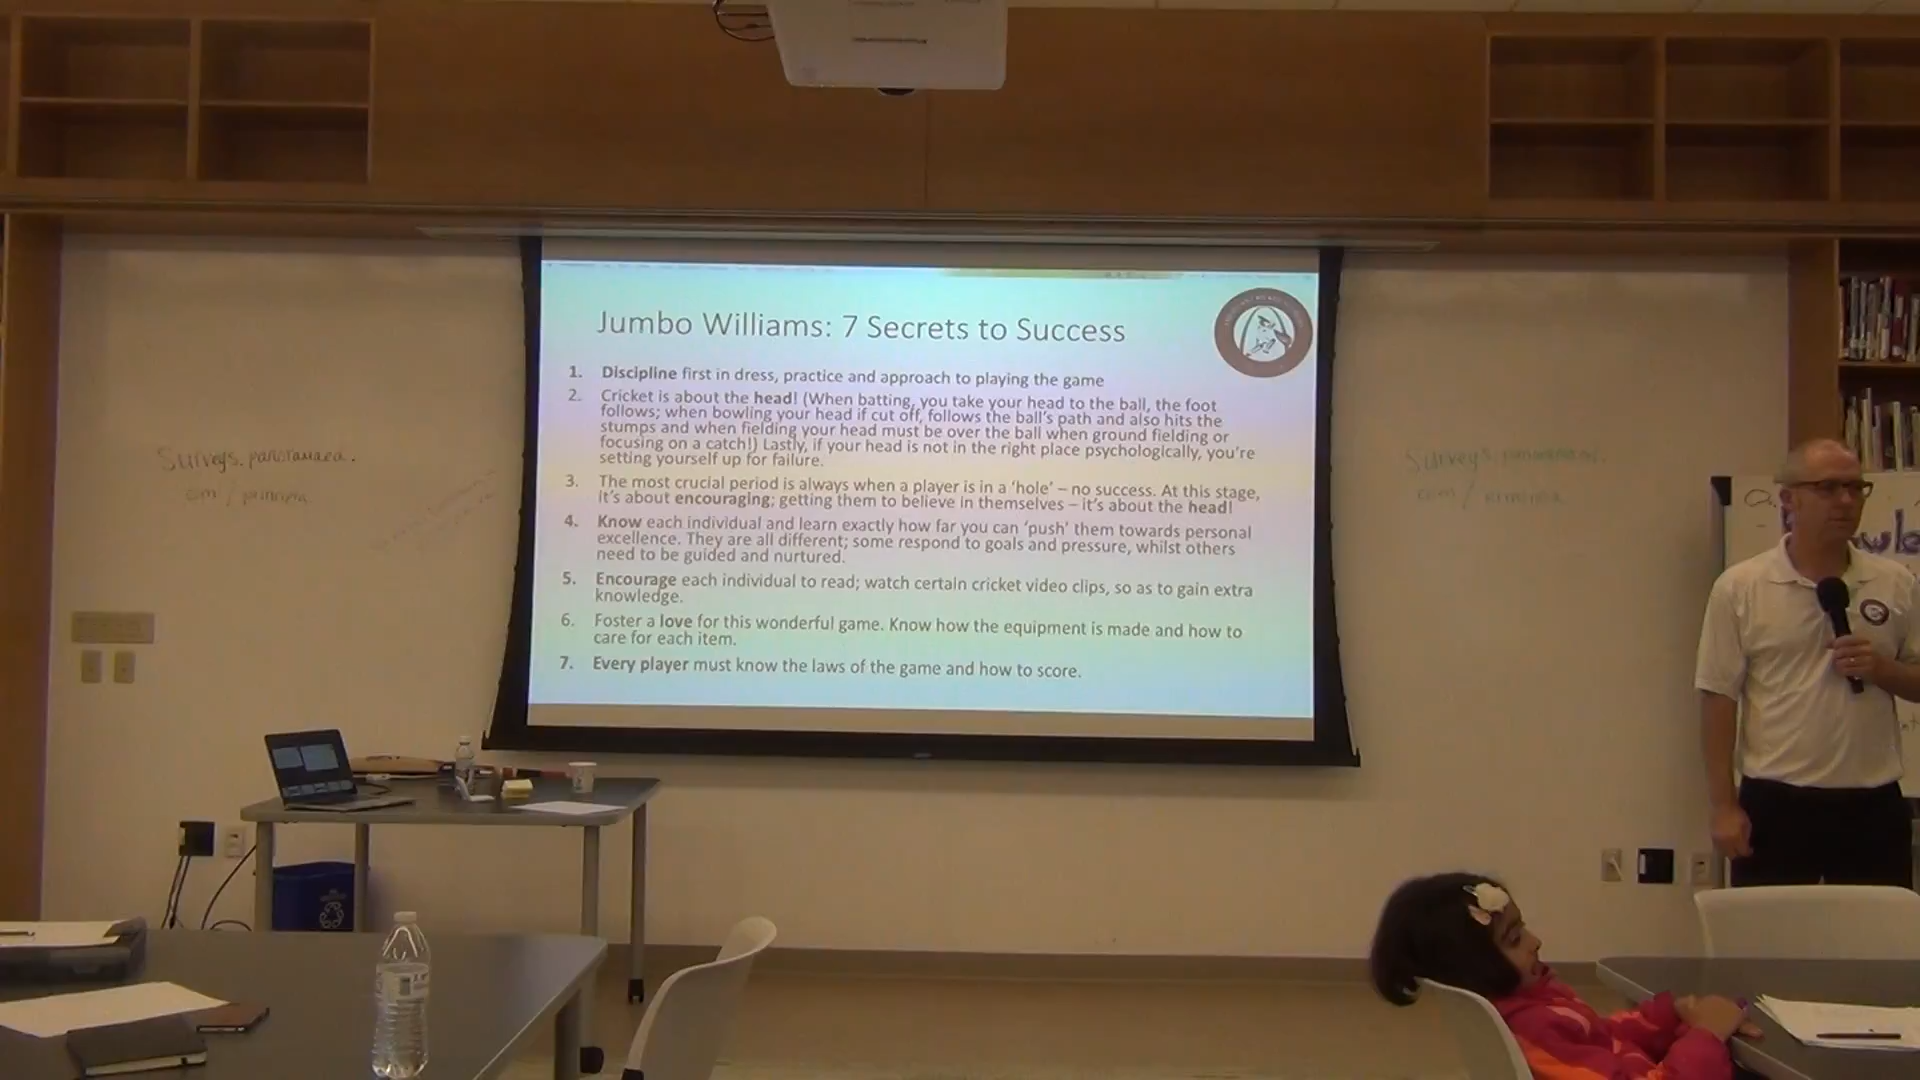 Jumbo Williams: 7 Secrets to Success
1. Discipline first in dress, practice and approach to playing the game
2. Cricket is about the head! (When batting, you take your head to the ball, the foot
follows; when bowling your head if cut off, follows the ball's path and also hits the
stumps and when fielding your head must be over the ball when ground fielding or
focusing on a catch!) Lastly, if your head is not in the right place psychologically, you're
setting yourself up for failure.
3. The most crucial period is always when a player is in a 'hole' – no success. At this stage,
it's about encouraging; getting them to believe in themselves – it's about the head!
4. Know each individual and learn exactly how far you can 'push' them towards personal
excellence. They are all different; some respond to goals and pressure, whilst others
need to be guided and nurtured.
5. Encourage each individual to read; watch certain cricket video clips, so as to gain extra
knowledge.
6. Foster a love for this wonderful game. Know how the equipment is made and how to
care for each item.
7. Every player must know the laws of the game and how to score.
Surveys.panorama.
com/
Surveys
com/